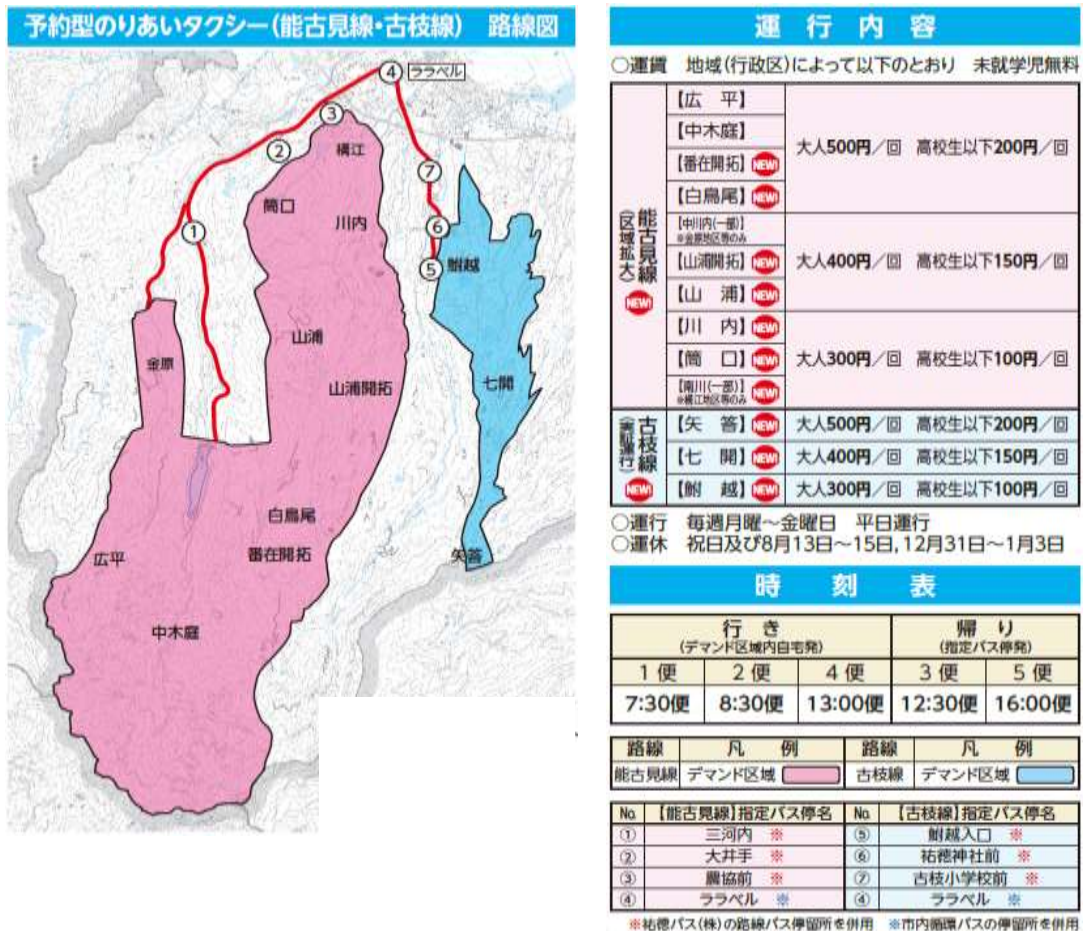 予約型のりあいタクシー(能古見線・古枝線) 路線図
④ ララベル
③
横江
②
⑦
筒口
川内
①
⑥
⑤
鮒越
山浦
金原
七開
山浦開拓
白鳥尾
番在開拓
広平
矢答
中木庭
運行内容
○運賃 地域(行政区)によって以下のとおり 未就学児無料
能古見線(区域拡大) NEW!
【広 平】
【中木庭】
大人500円/回 高校生以下200円/回
【番在開拓】 NEW!
【白鳥尾】 NEW!
【中川内(一部)】
※金原地区等のみ
【山浦開拓】 NEW! 大人400円/回 高校生以下150円/回
【山 浦】 NEW!
【川 内】 NEW!
【筒 口】 NEW! 大人300円/回 高校生以下100円/回
【南川(一部)】 NEW!
※横江地区等のみ
古枝線(実証運行) NEW!
【矢 答】 NEW! 大人500円/回 高校生以下200円/回
【七 開】 NEW! 大人400円/回 高校生以下150円/回
【鮒 越】 NEW! 大人300円/回 高校生以下100円/回
○運行 毎週月曜~金曜日 平日運行
○運休 祝日及び8月13日~15日,12月31日~1月3日
時刻表
行き 帰り
(デマンド区域内自宅発) (指定バス停発)
1便 2便 4便 3便 5便
7:30便 8:30便 13:00便 12:30便 16:00便
路線 凡例 路線 凡例
能古見線 デマンド区域 古枝線 デマンド区域
No. 【能古見線】指定バス停名 No. 【古枝線】指定バス停名
① 三河内 ※ ⑤ 鮒越入口 ※
② 大井手 ※ ⑥ 祐徳神社前 ※
③ 農協前 ※ ⑦ 古枝小学校前 ※
④ ララベル ※ ④ ララベル ※
※祐徳バス(株)の路線バス停留所を併用 ※市内循環バスの停留所を併用